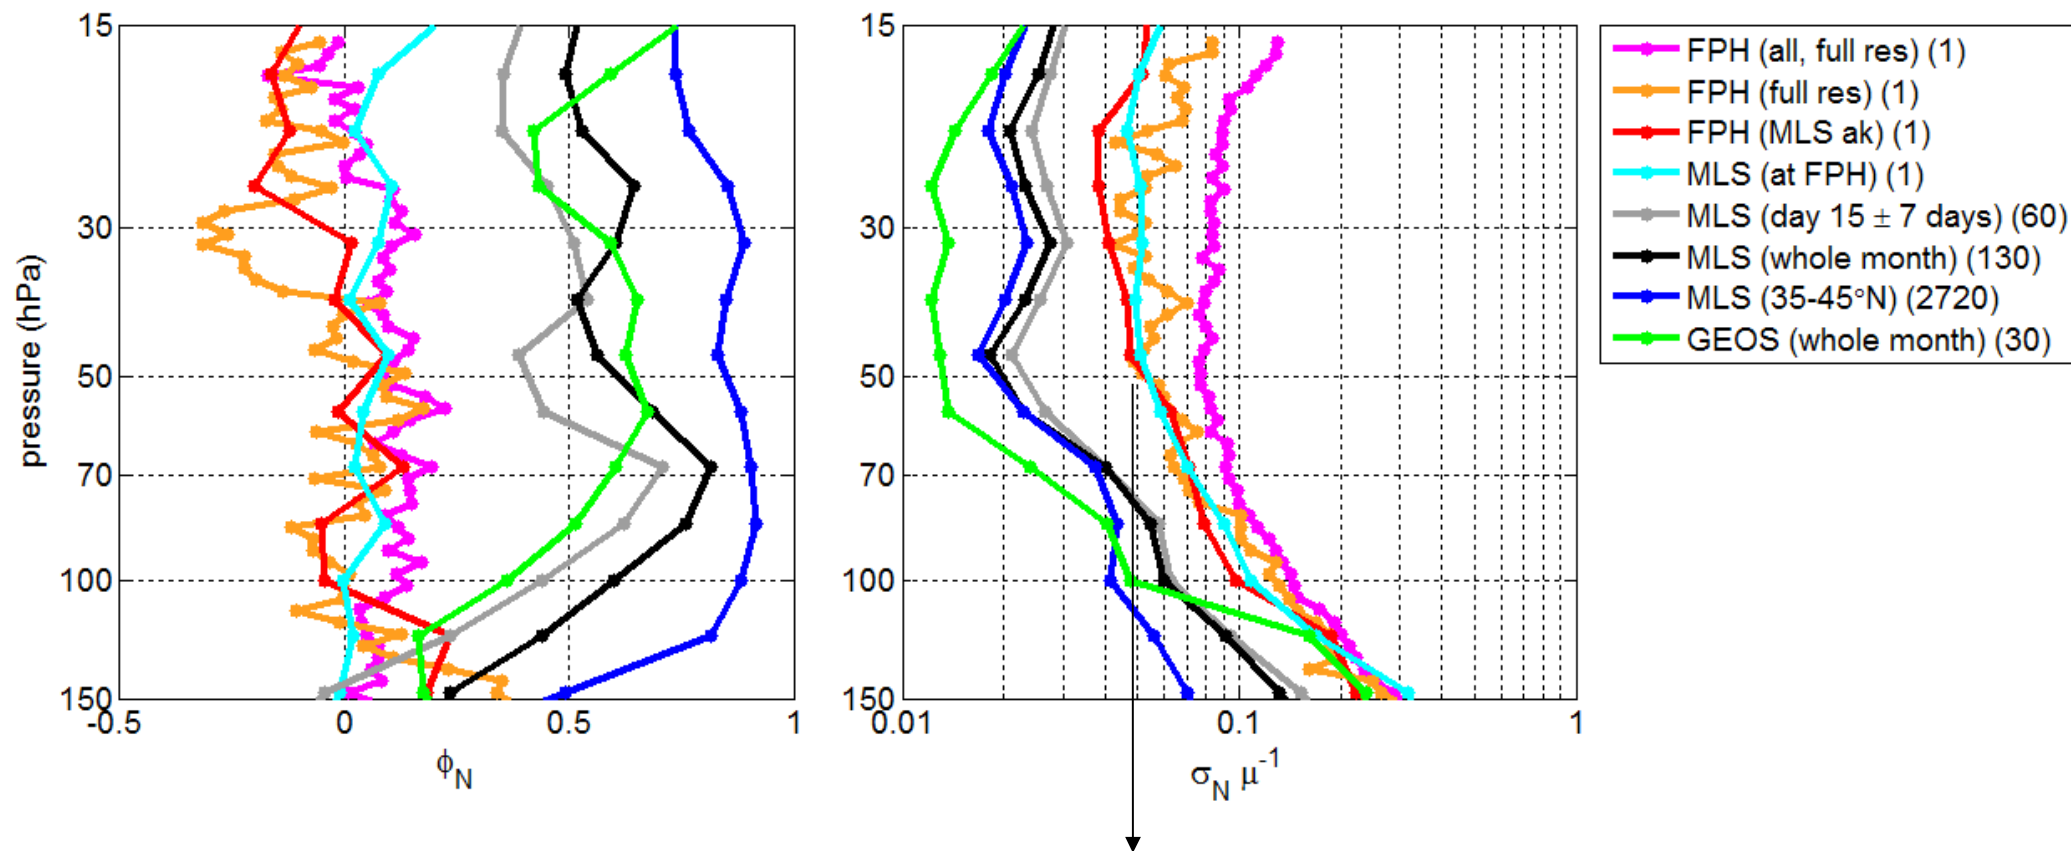 15
30
50
70
100
150
pressure (hPa)
-0.5 0 0.5 1
ϕN
15
30
50
70
100
150
0.01 0.1 1
σN μ-1
FPH (all, full res) (1)
FPH (full res) (1)
FPH (MLS ak) (1)
MLS (at FPH) (1)
MLS (day 15 ± 7 days) (60)
MLS (whole month) (130)
MLS (35-45°N) (2720)
GEOS (whole month) (30)